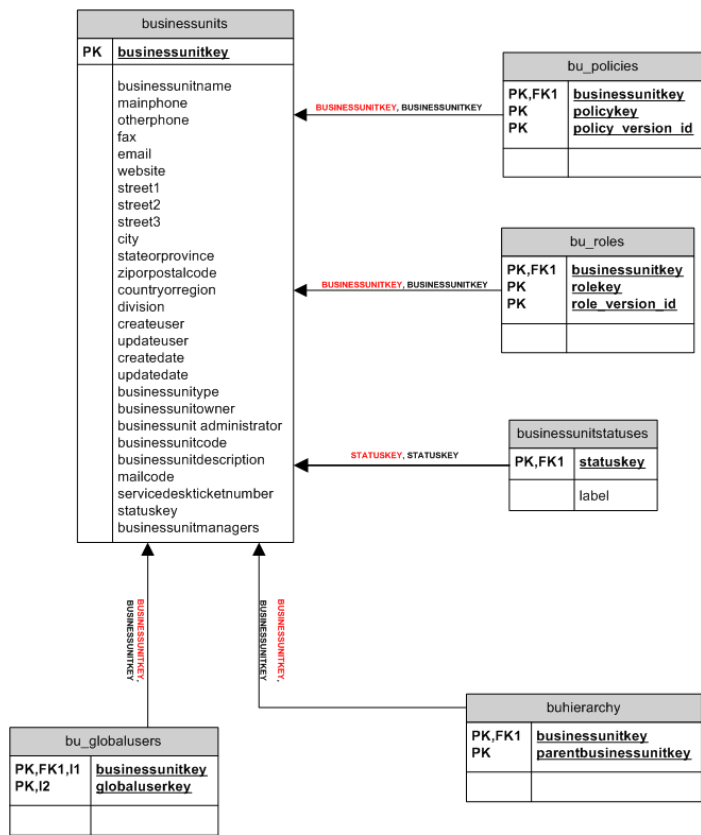 businessunits
PK businessunitkey
businessunitname
mainphone
otherphone
fax
email
website
street1
street2
street3
city
stateorprovince
ziporpostalcode
countryorregion
division
createuser
updateuser
createddate
updateddate
businessunitype
businessunitowner
businessunit administrator
businessunitcode
businessunitdescription
mailcode
servicedeskticketnumber
statuskey
businessunitmanagers
BUSINESSUNITKEY, BUSINESSUNITKEY
bu_policies
PK,FK1 businessunitkey
PK policykey
PK policy_version_id
BUSINESSUNITKEY, BUSINESSUNITKEY
bu_roles
PK,FK1 businessunitkey
PK rolekey
PK role_version_id
STATUSKEY, STATUSKEY
businessunitstatuses
PK,FK1 statuskey
label
BUSINESSUNITKEY,
BUSINESSUNITKEY
BUSINESSUNITKEY,
BUSINESSUNITKEY
bu_globalusers
PK,FK1,I1 businessunitkey
PK,I2 globaluserkey
buhierarchy
PK,FK1 businessunitkey
PK parentbusinessunitkey